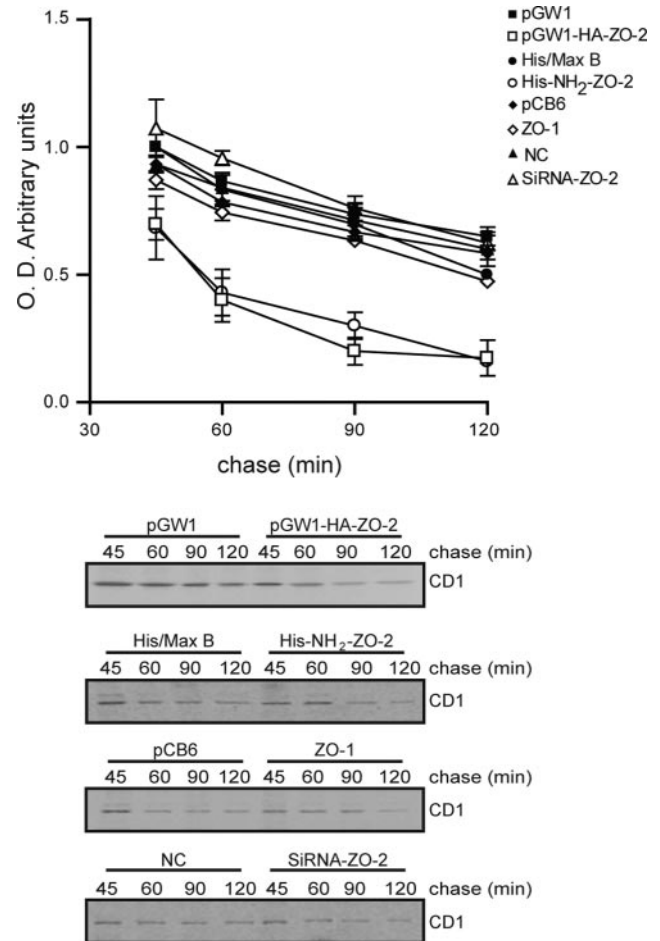 1.5
1.0
0.5
0.0
O. D. Arbitrary units
30 60 90 120
chase (min)
pGW1
pGW1-HA-ZO-2
His/Max B
His-NH2-ZO-2
pCB6
ZO-1
NC
SiRNA-ZO-2
pGW1 pGW1-HA-ZO-2
45 60 90 120 45 60 90 120 chase (min)
CD1
His/Max B His-NH2-ZO-2
45 60 90 120 45 60 90 120 chase (min)
CD1
pCB6 ZO-1
45 60 90 120 45 60 90 120 chase (min)
CD1
NC SiRNA-ZO-2
45 60 90 120 45 60 90 120 chase (min)
CD1